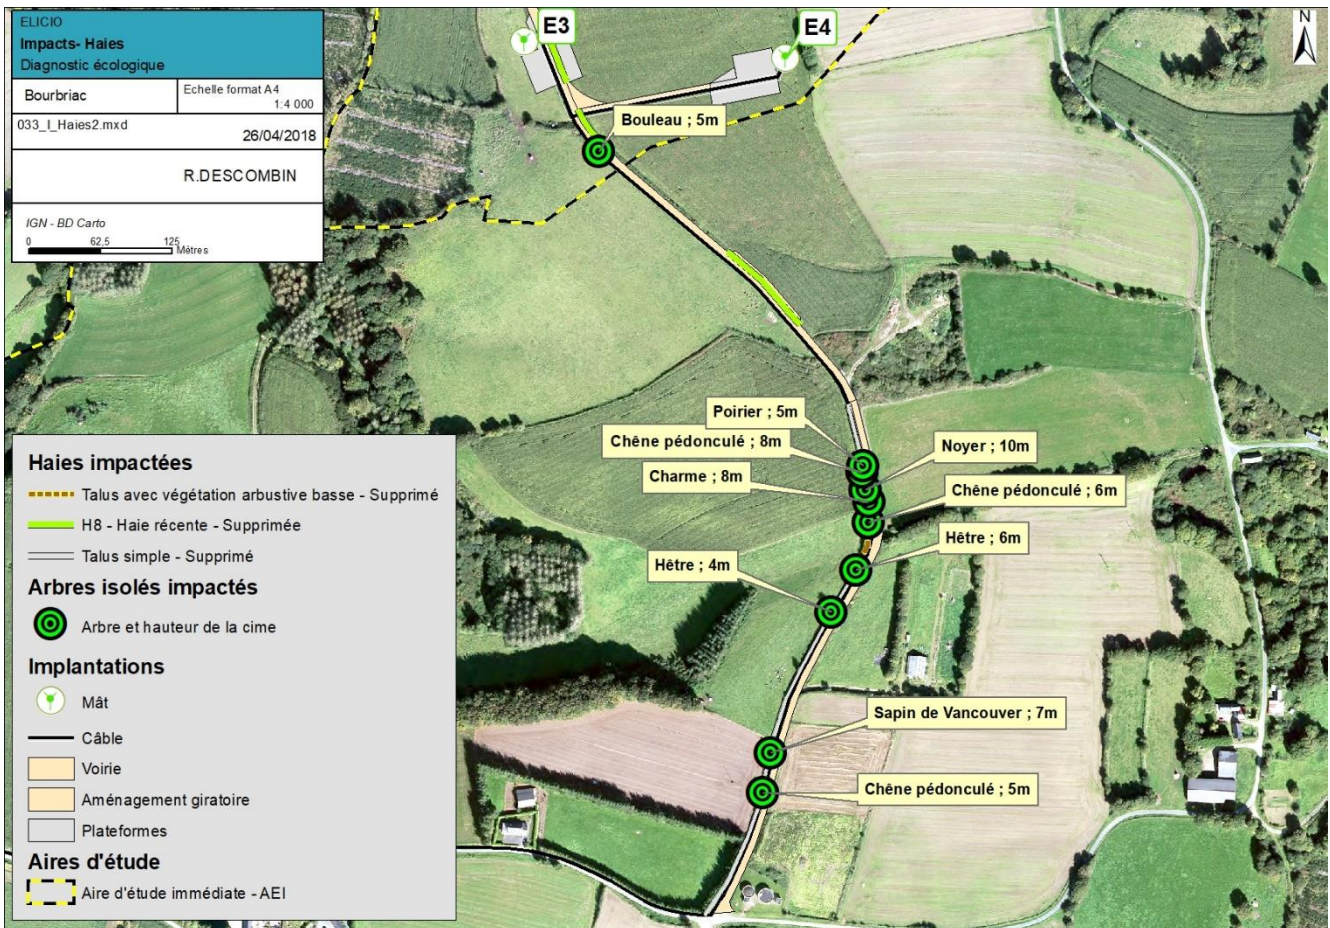 ELICIO
Impacts- Haies
Diagnostic écologique
Bourbriac
Echelle format A4
1:4 000
033_I_Haies2.mxd
26/04/2018
R.DESCOMBIN
IGN - BD Carto
0 62,5 125
Mètres
E3
E4
N
Bouleau ; 5m
Poirier ; 5m
Chêne pédonculé ; 8m
Noyer ; 10m
Charme ; 8m
Chêne pédonculé ; 6m
Hêtre ; 6m
Hêtre ; 4m
Sapin de Vancouver ; 7m
Chêne pédonculé ; 5m
Haies impactées
Talus avec végétation arbustive basse - Supprimé
H8 - Haie récente - Supprimée
Talus simple - Supprimé
Arbres isolés impactés
Arbre et hauteur de la cime
Implantations
Mât
Câble
Voirie
Aménagement giratoire
Plateformes
Aires d'étude
Aire d'étude immédiate - AEI